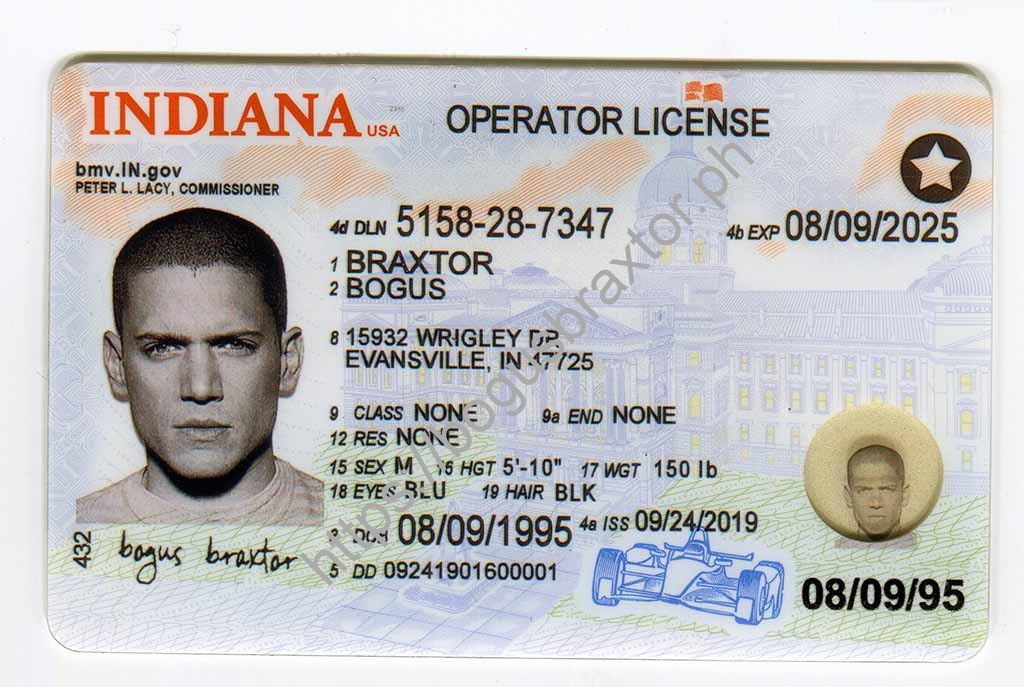 INDIANA USA
OPERATOR LICENSE
bmv.IN.gov
PETER L. LACY, COMMISSIONER
4d DLN 5158-28-7347
4b EXP 08/09/2025
1 BRAXTOR
2 BOGUS
8 15932 WRIGLEY DR
EVANSVILLE, IN 47725
9 CLASS NONE 9a END NONE
12 RES NONE
15 SEX M 16 HGT 5'-10" 17 WGT 150 lb
18 EYES BLU 19 HAIR BLK
3 DOB 08/09/1995 4a ISS 09/24/2019
5 DD 09241901600001
432
bogus braxtor
08/09/95
https://bogusbraxtor.ph